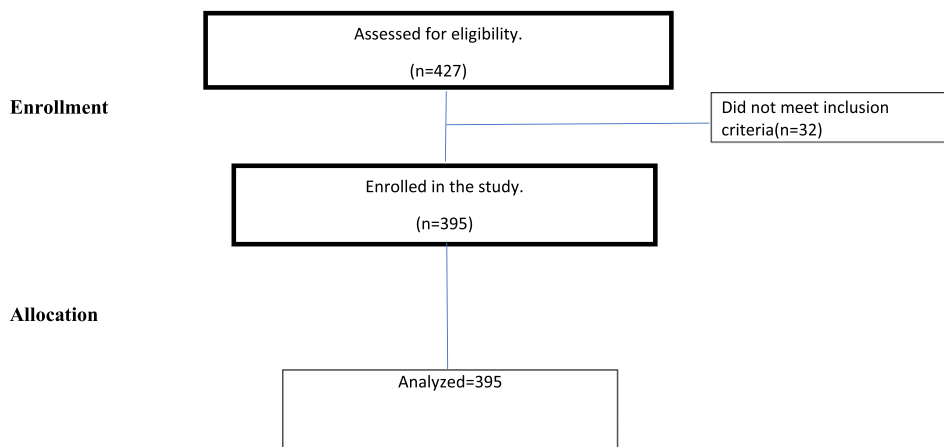 Assessed for eligibility.
(n=427)
Enrollment
Did not meet inclusion
criteria(n=32)
Enrolled in the study.
(n=395)
Allocation
Analyzed=395